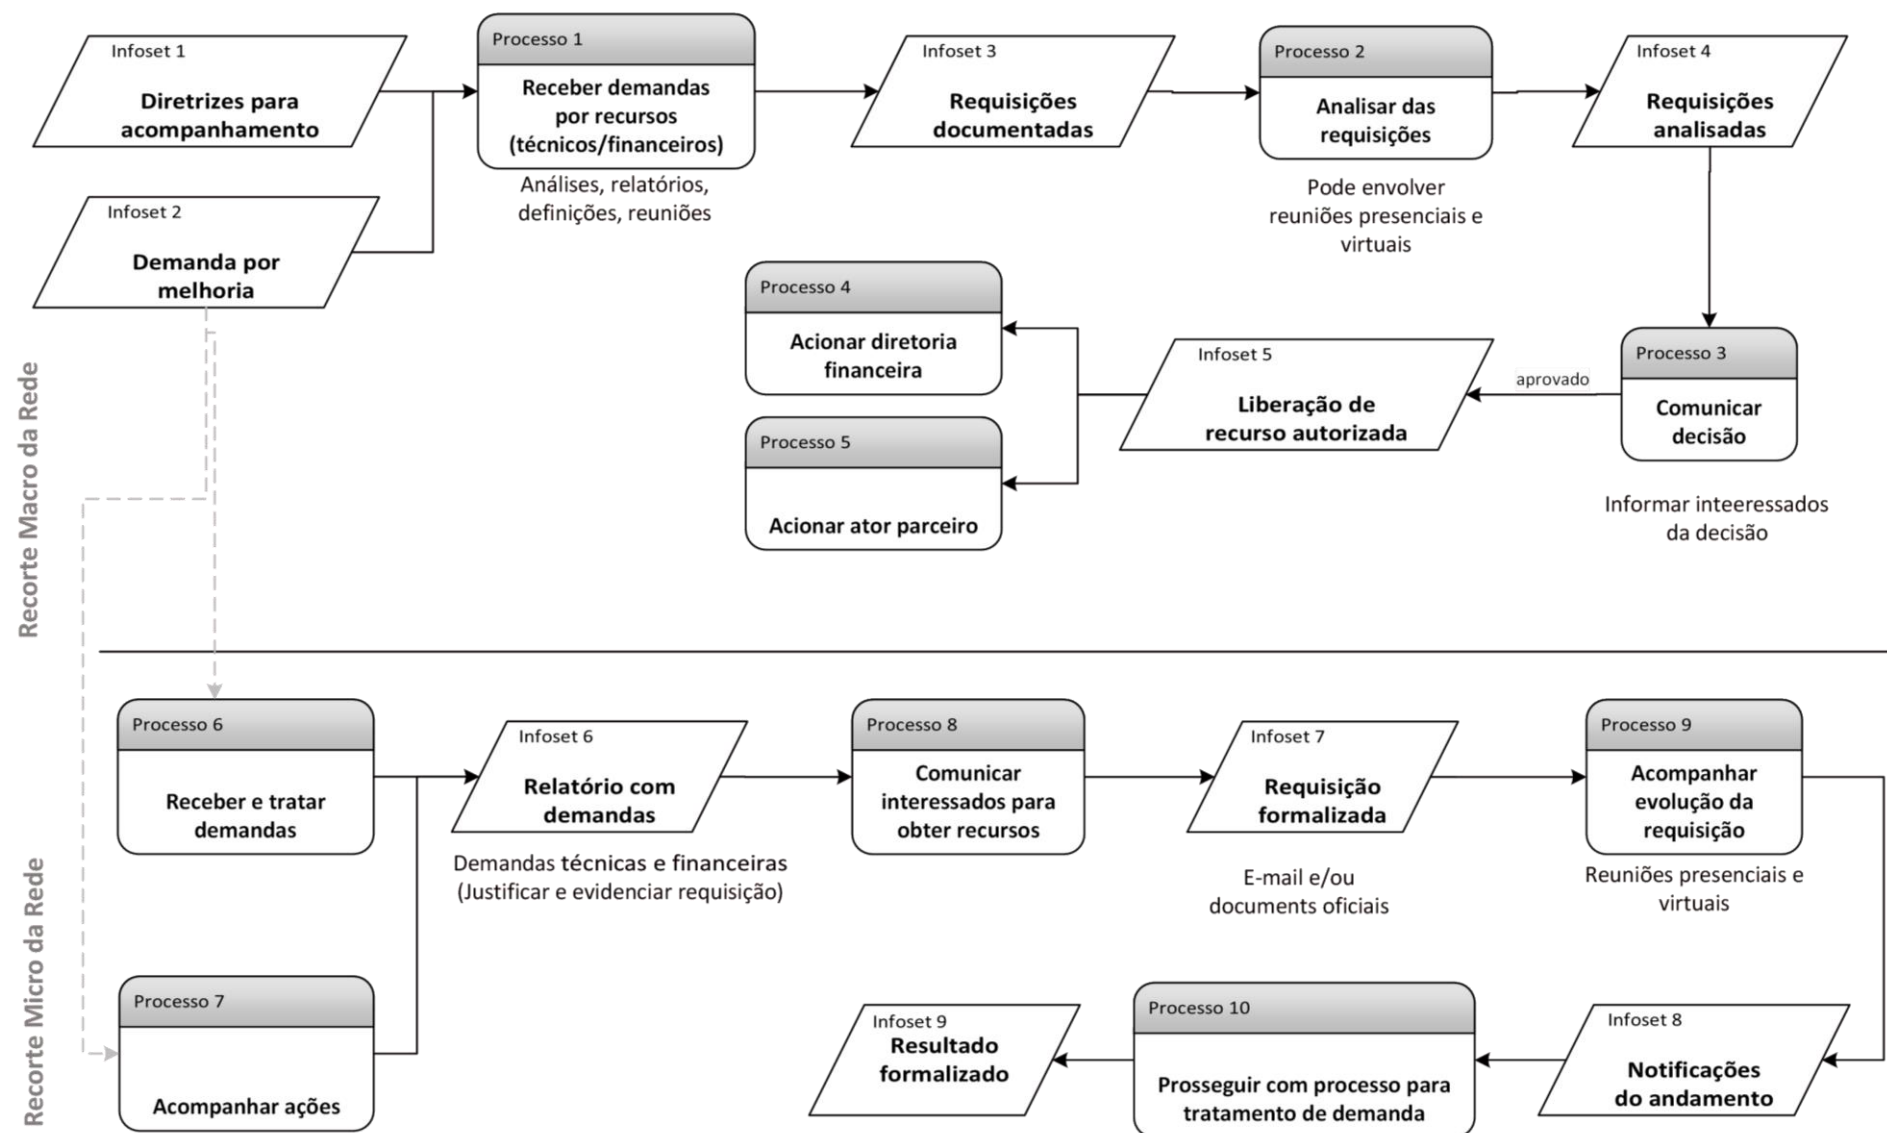 Infoset 1
Diretrizes para
acompanhamento
Processo 1
Receber demandas
por recursos
(técnicos/financeiros)
Análises, relatórios,
definições, reuniões
Infoset 3
Requisições
documentadas
Processo 2
Analisar das
requisições
Pode envolver
reuniões presenciais e
virtuais
Infoset 4
Requisições
analisadas
Infoset 2
Demanda por
melhoria
Processo 4
Acionar diretoria
financeira
Processo 5
Acionar ator parceiro
Infoset 5
Liberação de
recurso autorizada
aprovado
Processo 3
Comunicar
decisão
Informar inteeressados
da decisão
Recorte Macro da Rede
Processo 6
Receber e tratar
demandas
Infoset 6
Relatório com
demandas
Demandas técnicas e financeiras
(Justificar e evidenciar requisição)
Processo 8
Comunicar
interessados para
obter recursos
Infoset 7
Requisição
formalizada
E-mail e/ou
documents oficiais
Processo 9
Acompanhar
evolução da
requisição
Reuniões presenciais e
virtuais
Recorte Micro da Rede
Processo 7
Acompanhar ações
Infoset 9
Resultado
formalizado
Processo 10
Prosseguir com processo para
tratamento de demanda
Infoset 8
Notificações
do andamento